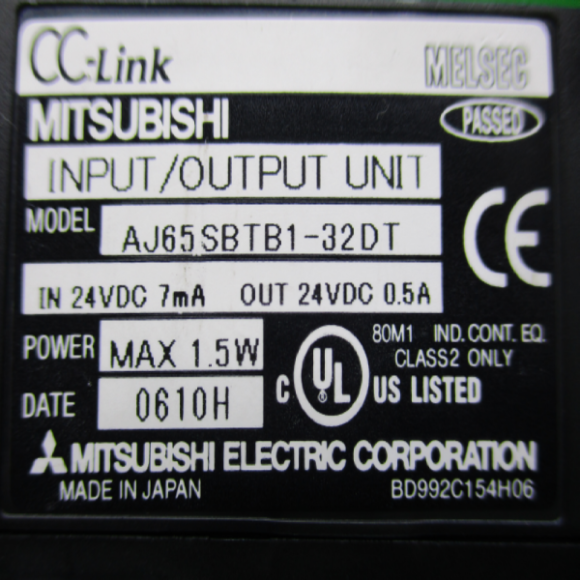 CC-Link MELSEC
MITSUBISHI PASSED
INPUT/OUTPUT UNIT
MODEL AJ65SBTB1-32DT
CE
IN 24VDC 7mA OUT 24VDC 0.5A
POWER MAX 1.5W
80M1 IND.CONT. EQ.
CLASS2 ONLY
C UL US LISTED
DATE 0610H
MITSUBISHI ELECTRIC CORPORATION
MADE IN JAPAN BD992C154H06